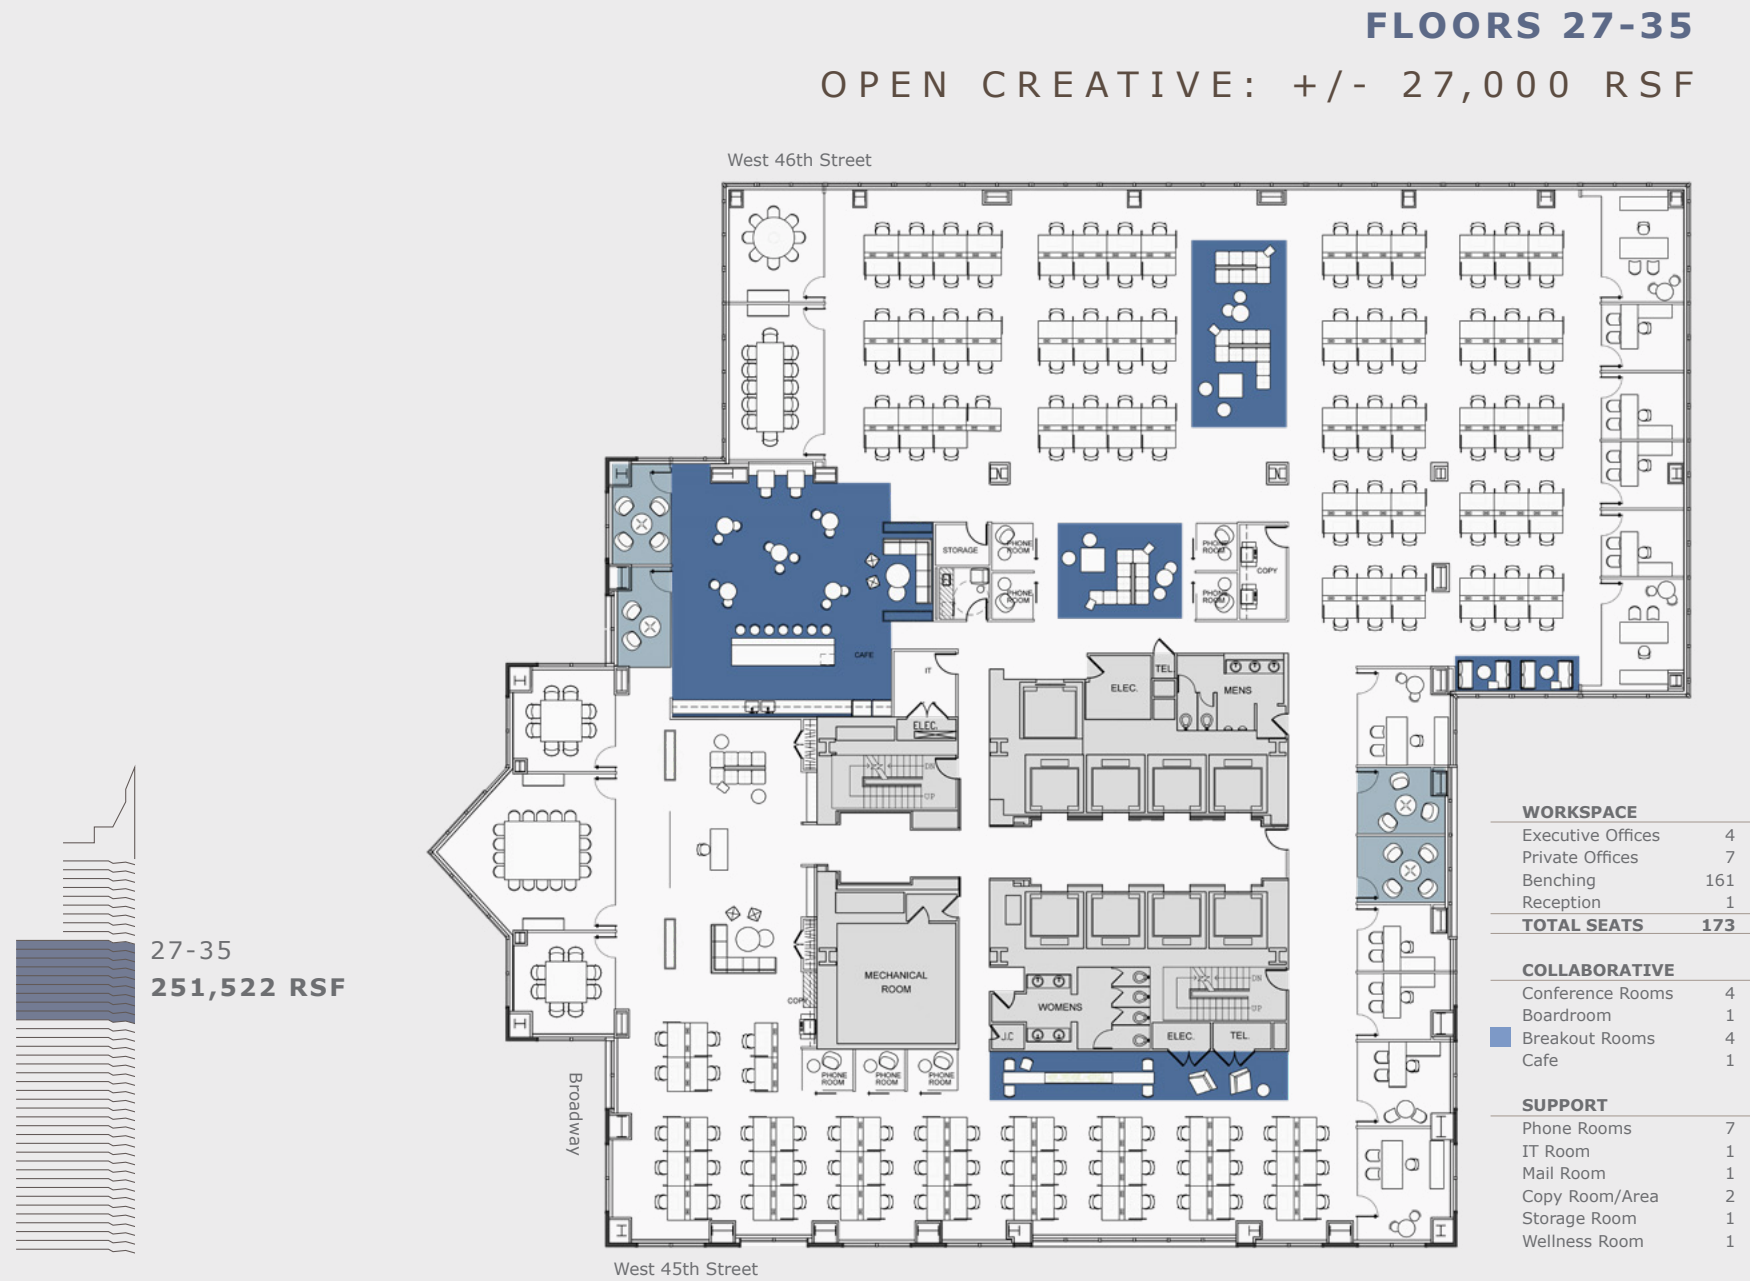 FLOORS 27-35
OPEN CREATIVE: +/- 27,000 RSF
West 46th Street
STORAGE
PHONE
ROOM
PHONE
ROOM
COPY
PHONE
ROOM
PHONE
ROOM
CAFE
IT
ELEC.
TEL.
ELEC.
MENS
DN
UP
27-35
251,522 RSF
MECHANICAL
ROOM
COPY
WOMENS
DN
UP
J.C
ELEC.
TEL.
PHONE
ROOM
PHONE
ROOM
PHONE
ROOM
Broadway
West 45th Street
WORKSPACE
Executive Offices 4
Private Offices 7
Benching 161
Reception 1
TOTAL SEATS 173
COLLABORATIVE
Conference Rooms 4
Boardroom 1
Breakout Rooms 4
Cafe 1
SUPPORT
Phone Rooms 7
IT Room 1
Mail Room 1
Copy Room/Area 2
Storage Room 1
Wellness Room 1